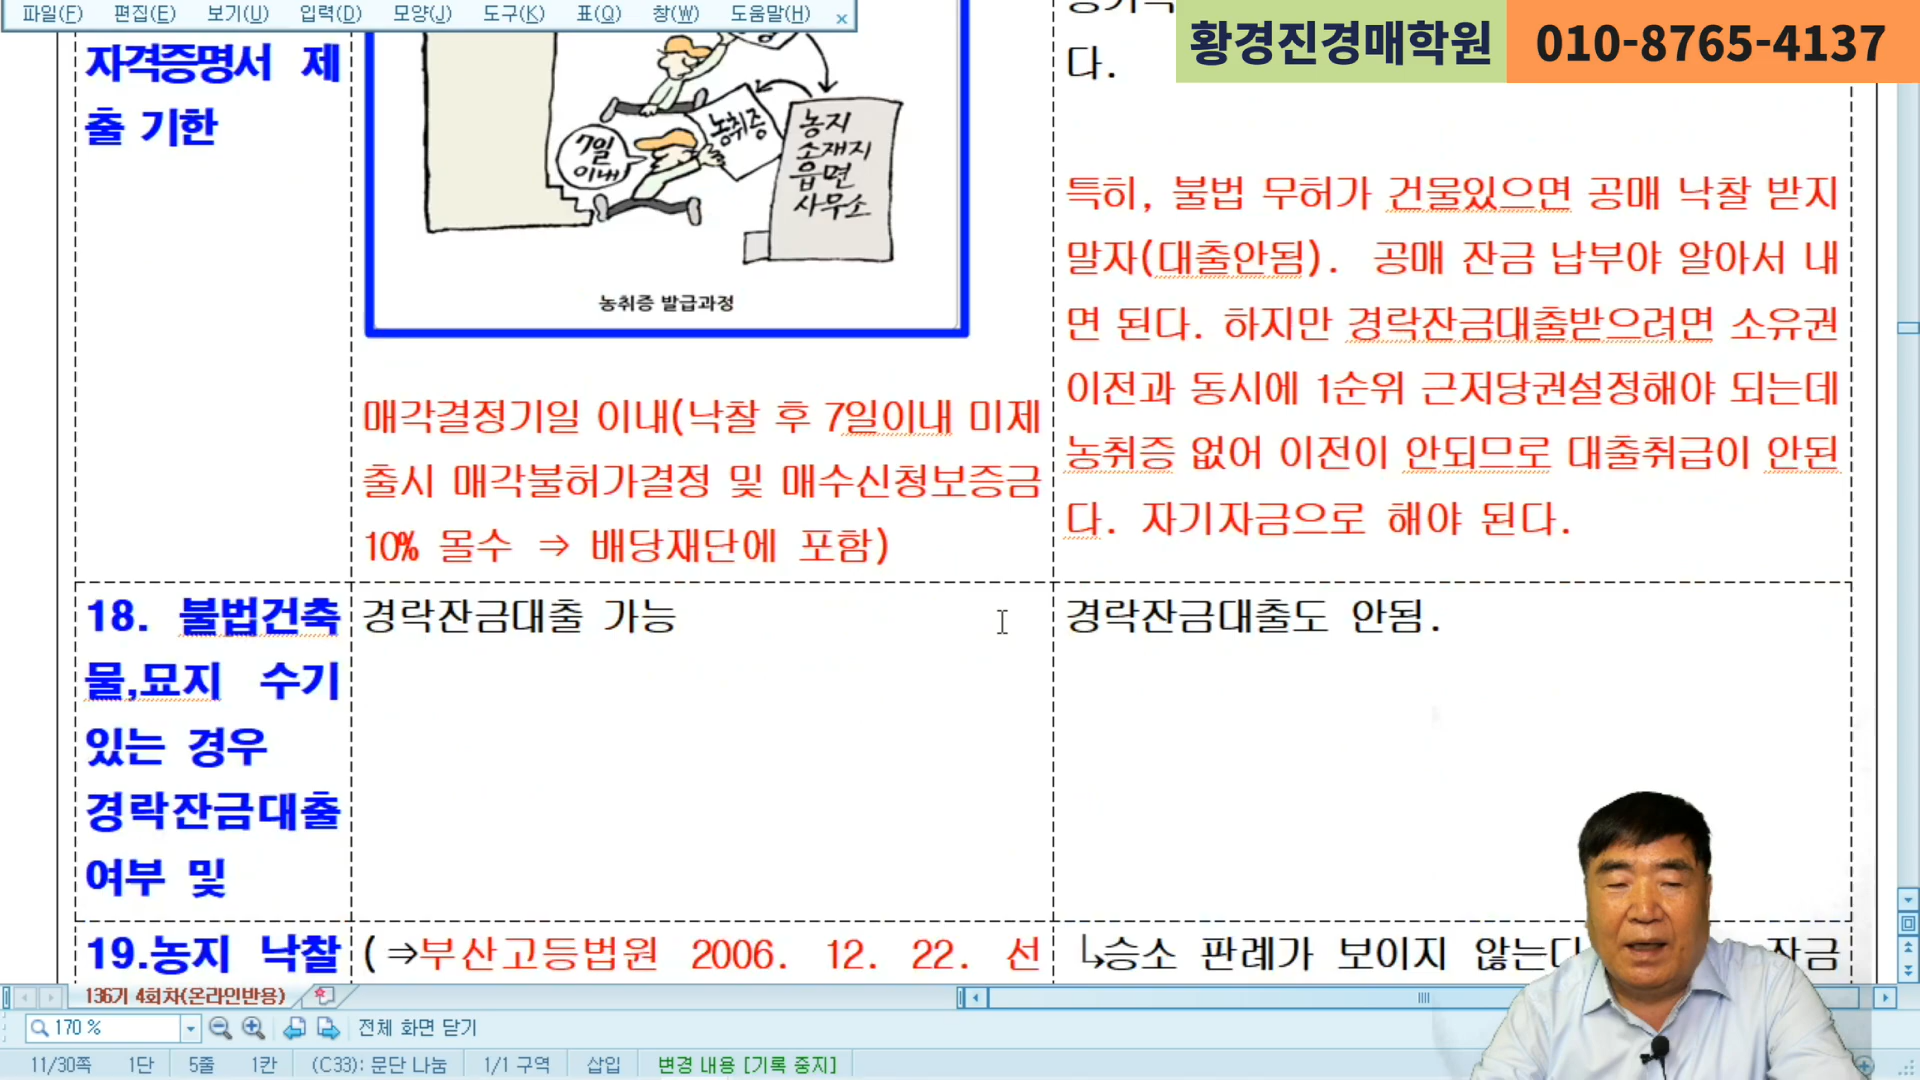 파일(F) 편집(E) 보기(U) 입력(D) 모양(J) 도구(K) 표(Q) 창(W) 도움말(H)
황경진경매학원 010-8765-4137
자격증명서 제
출 기한
7일
이내
농취증
농지
소재지
읍면
사무소
농취증 발급과정
매각결정기일 이내(낙찰 후 7일이내 미제
출시 매각불허가결정 및 매수신청보증금
10% 몰수 ⇒ 배당재단에 포함)
다.
특히, 불법 무허가 건물있으면 공매 낙찰 받지
말자(대출안됨). 공매 잔금 납부야 알아서 내
면 된다. 하지만 경락잔금대출받으려면 소유권
이전과 동시에 1순위 근저당권설정해야 되는데
농취증 없어 이전이 안되므로 대출취급이 안된
다. 자기자금으로 해야 된다.
18. 불법건축
물,묘지 수기
있는 경우
경락잔금대출
여부 및
경락잔금대출 가능
경락잔금대출도 안됨.
19.농지 낙찰
(⇒부산고등법원 2006. 12. 22. 선
↳승소 판례가 보이지 않는다 잔금
136기 4회차(온라인반용)
170 % 전체 화면 닫기
11/30쪽 1단 5줄 1칸 (C33): 문단 나눔 1/1 구역 삽입 변경 내용 [기록 중지]